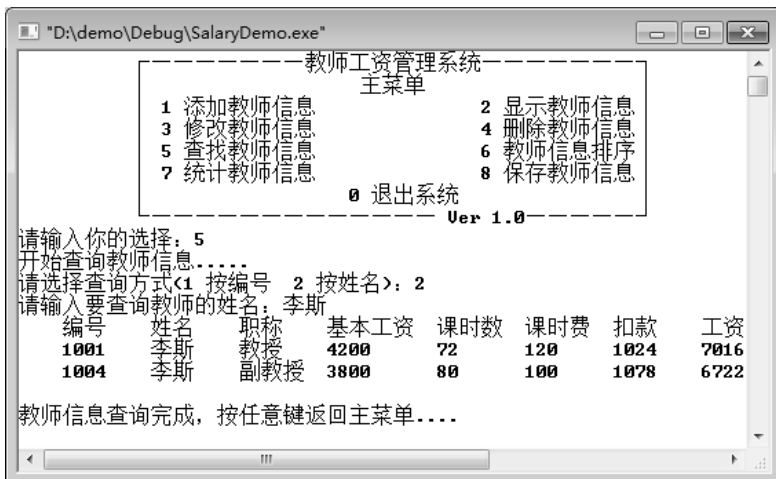 "D:\demo\Debug\SalaryDemo.exe"
教师工资管理系统
主菜单
1 添加教师信息 2 显示教师信息
3 修改教师信息 4 删除教师信息
5 查找教师信息 6 教师信息排序
7 统计教师信息 8 保存教师信息
0 退出系统
Ver 1.0
请输入你的选择：5
开始查询教师信息.....
请选择查询方式(1 按编号 2 按姓名)：2
请输入要查询教师的姓名：李斯
编号 姓名 职称 基本工资 课时数 课时费 扣款 工资
1001 李斯 教授 4200 72 120 1024 7016
1004 李斯 副教授 3800 80 100 1078 6722
教师信息查询完成，按任意键返回主菜单....